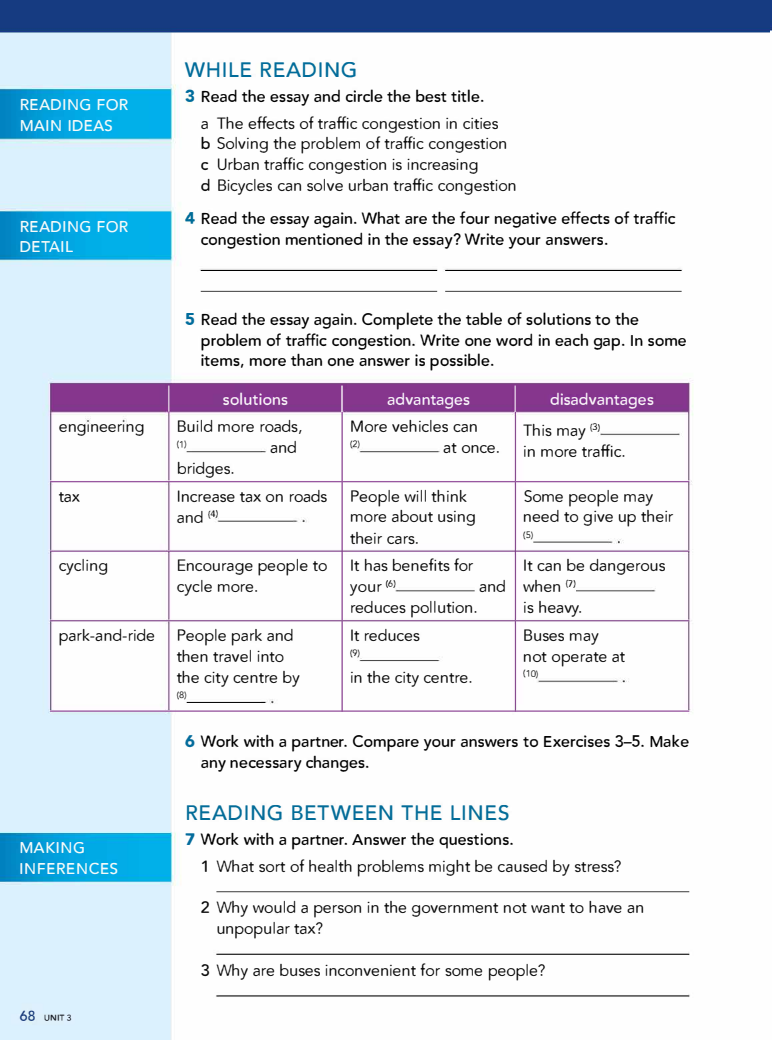 WHILE READING
READING FOR
MAIN IDEAS
3 Read the essay and circle the best title.
a The effects of traffic congestion in cities
b Solving the problem of traffic congestion
c Urban traffic congestion is increasing
d Bicycles can solve urban traffic congestion
READING FOR
DETAIL
4 Read the essay again. What are the four negative effects of traffic
congestion mentioned in the essay? Write your answers.
5 Read the essay again. Complete the table of solutions to the
problem of traffic congestion. Write one word in each gap. In some
items, more than one answer is possible.
solutions advantages disadvantages
engineering
Build more roads,
(1)__________ and
bridges.
More vehicles can
(2)__________ at once.
This may (3)__________
in more traffic.
tax
Increase tax on roads
and (4)__________ .
People will think
more about using
their cars.
Some people may
need to give up their
(5)__________ .
cycling
Encourage people to
cycle more.
It has benefits for
your (6)__________ and
reduces pollution.
It can be dangerous
when (7)__________
is heavy.
park-and-ride
People park and
then travel into
the city centre by
(8)__________ .
It reduces
(9)__________
in the city centre.
Buses may
not operate at
(10)__________ .
6 Work with a partner. Compare your answers to Exercises 3–5. Make
any necessary changes.
READING BETWEEN THE LINES
MAKING
INFERENCES
7 Work with a partner. Answer the questions.
1 What sort of health problems might be caused by stress?
2 Why would a person in the government not want to have an
unpopular tax?
3 Why are buses inconvenient for some people?
68 UNIT 3